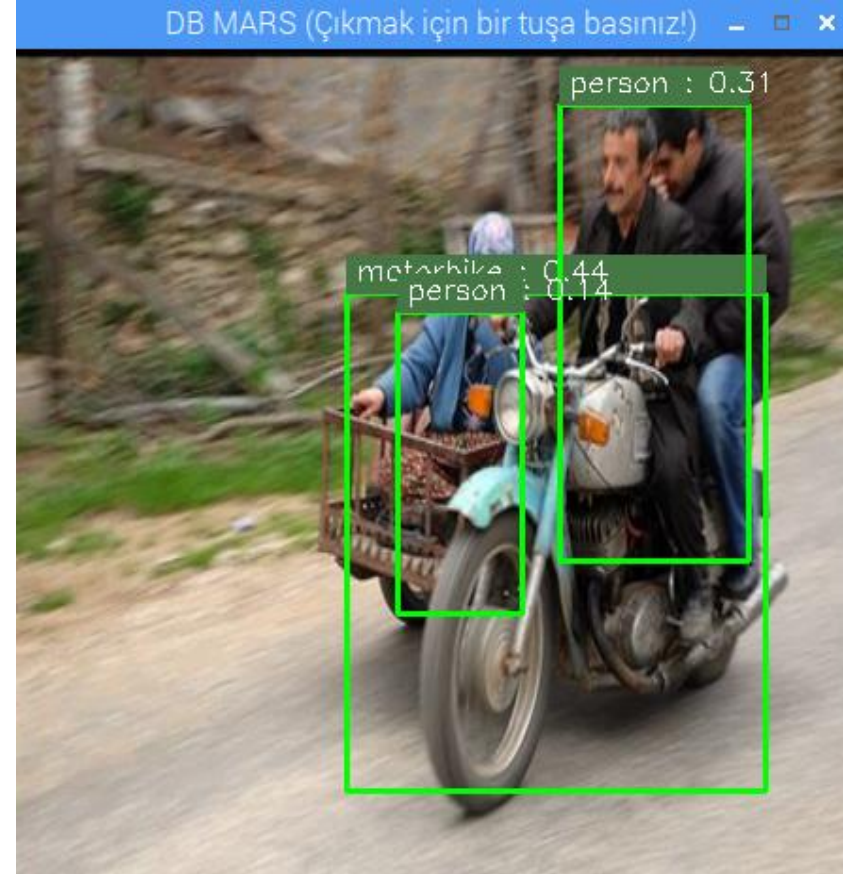 DB MARS (Çıkmak için bir tuşa basınız!)
person : 0.31
motorbike : 0.44
person : 0.14